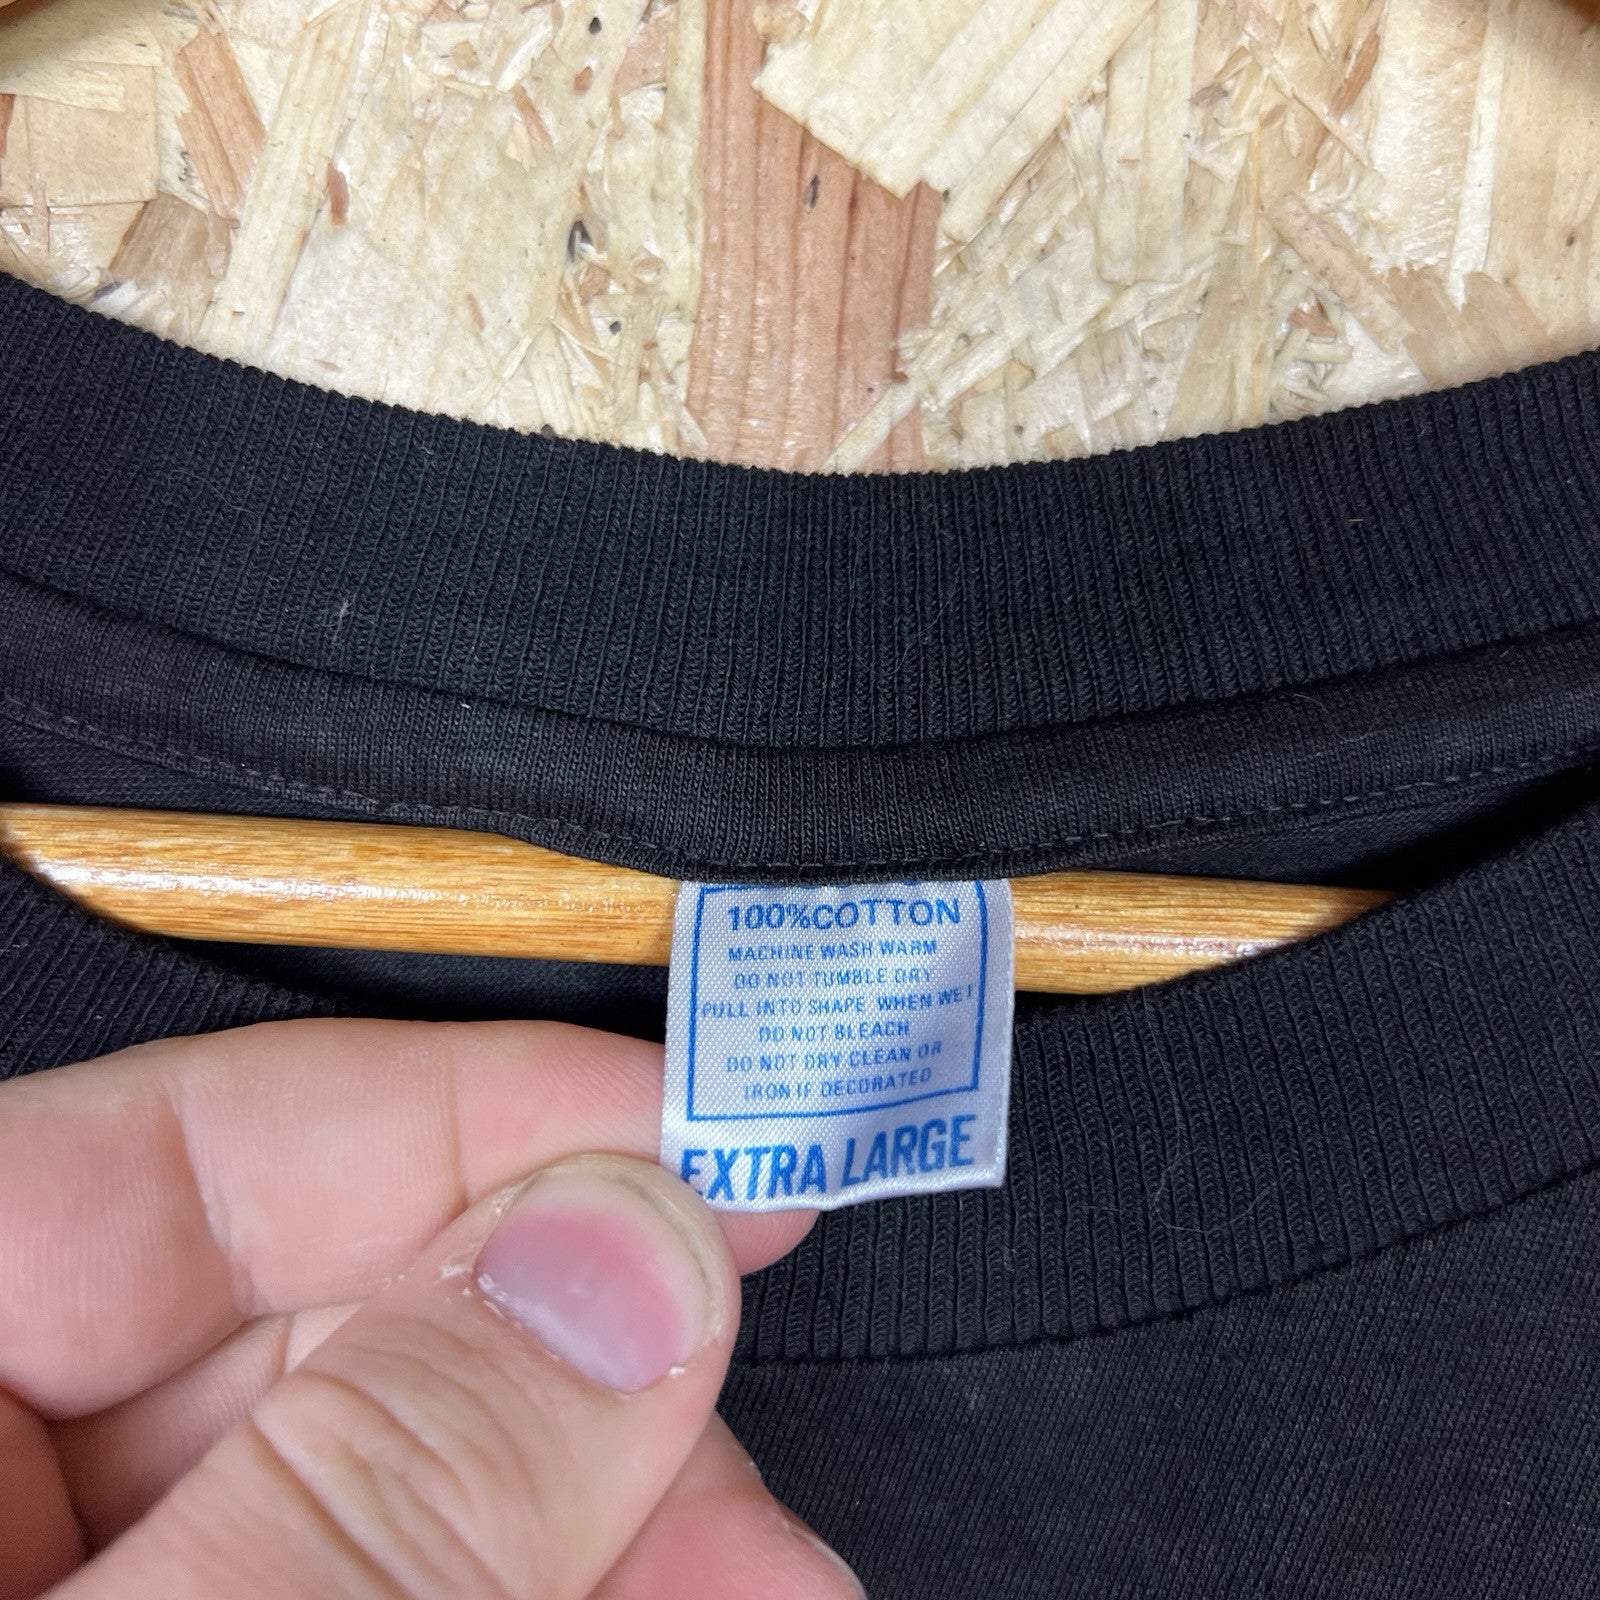 100%COTTON
MACHINE WASH WARM
DO NOT TUMBLE DRY
PULL INTO SHAPE WHEN WET
DO NOT BLEACH
DO NOT DRY CLEAN OR
IRON IF DECORATED
EXTRA LARGE